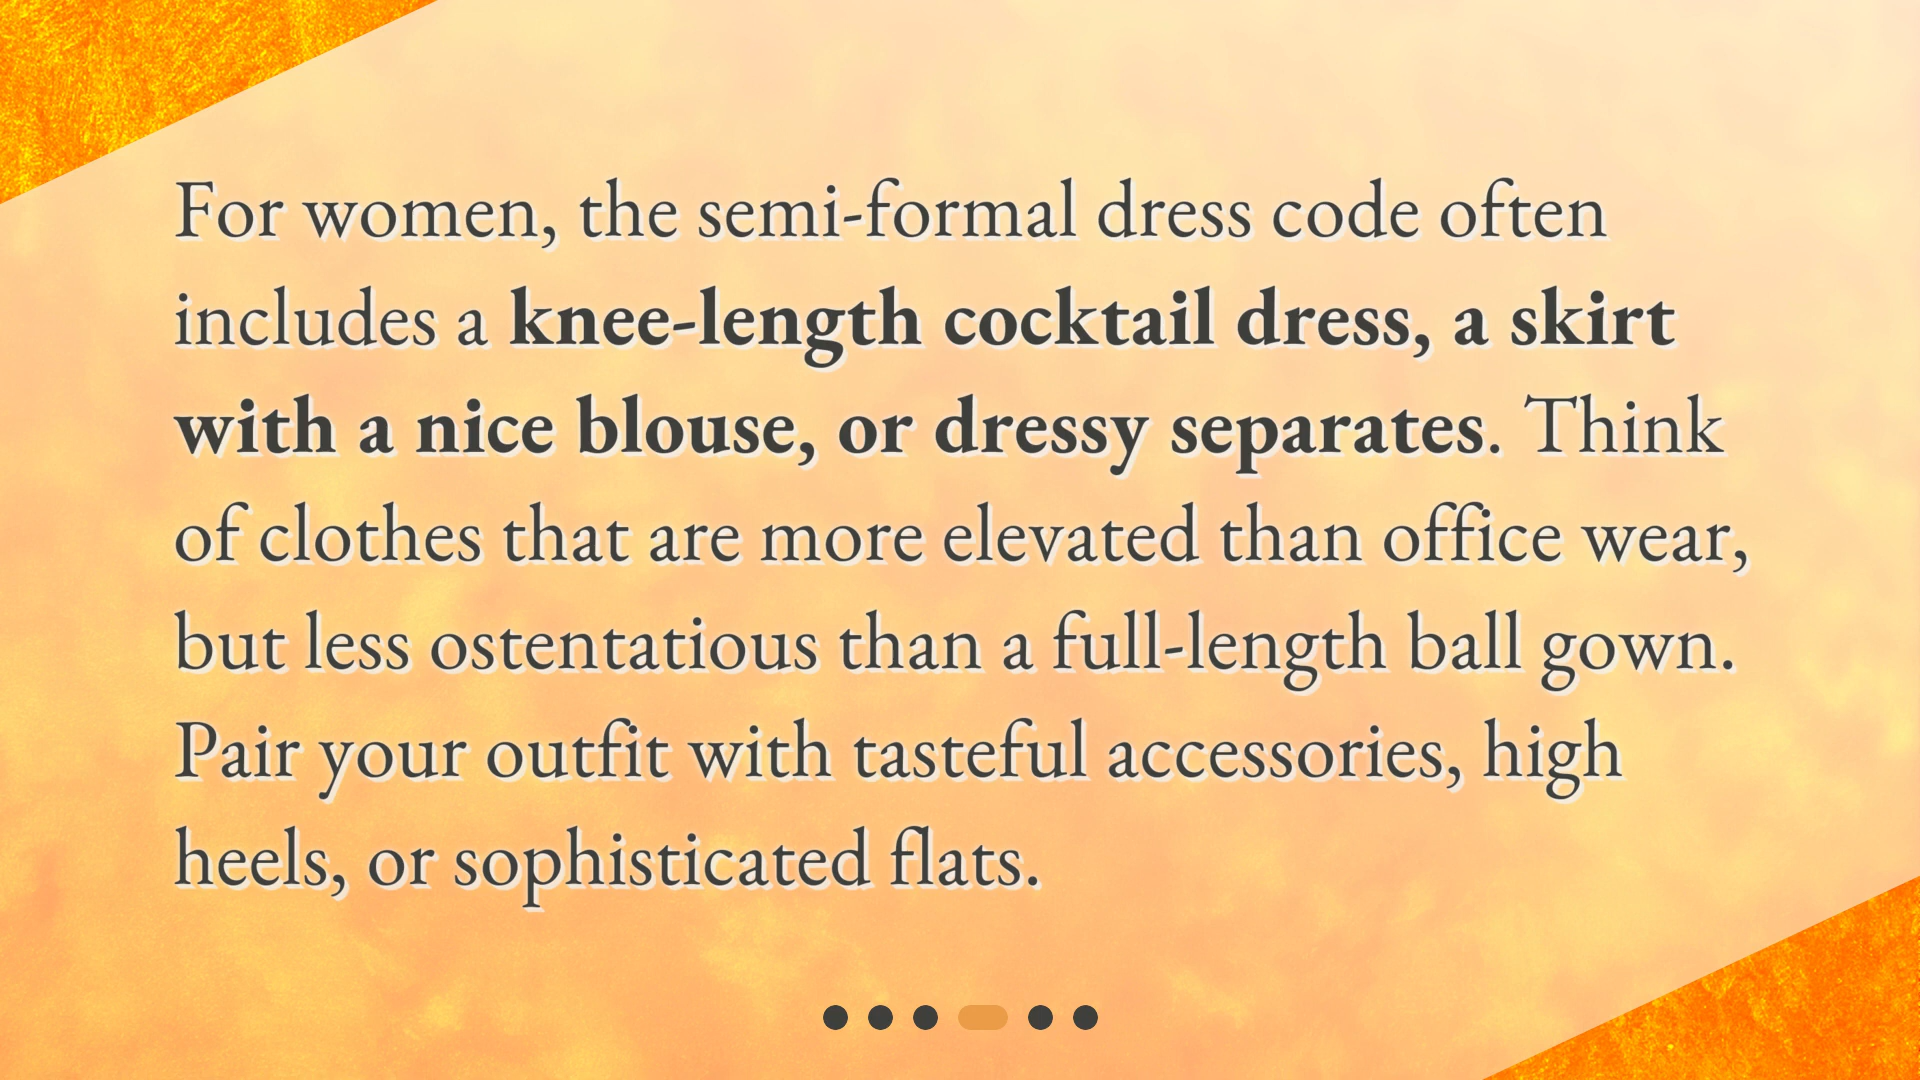 For women, the semi-formal dress code often
includes a knee-length cocktail dress, a skirt
with a nice blouse, or dressy separates. Think
of clothes that are more elevated than office wear,
but less ostentatious than a full-length ball gown.
Pair your outfit with tasteful accessories, high
heels, or sophisticated flats.